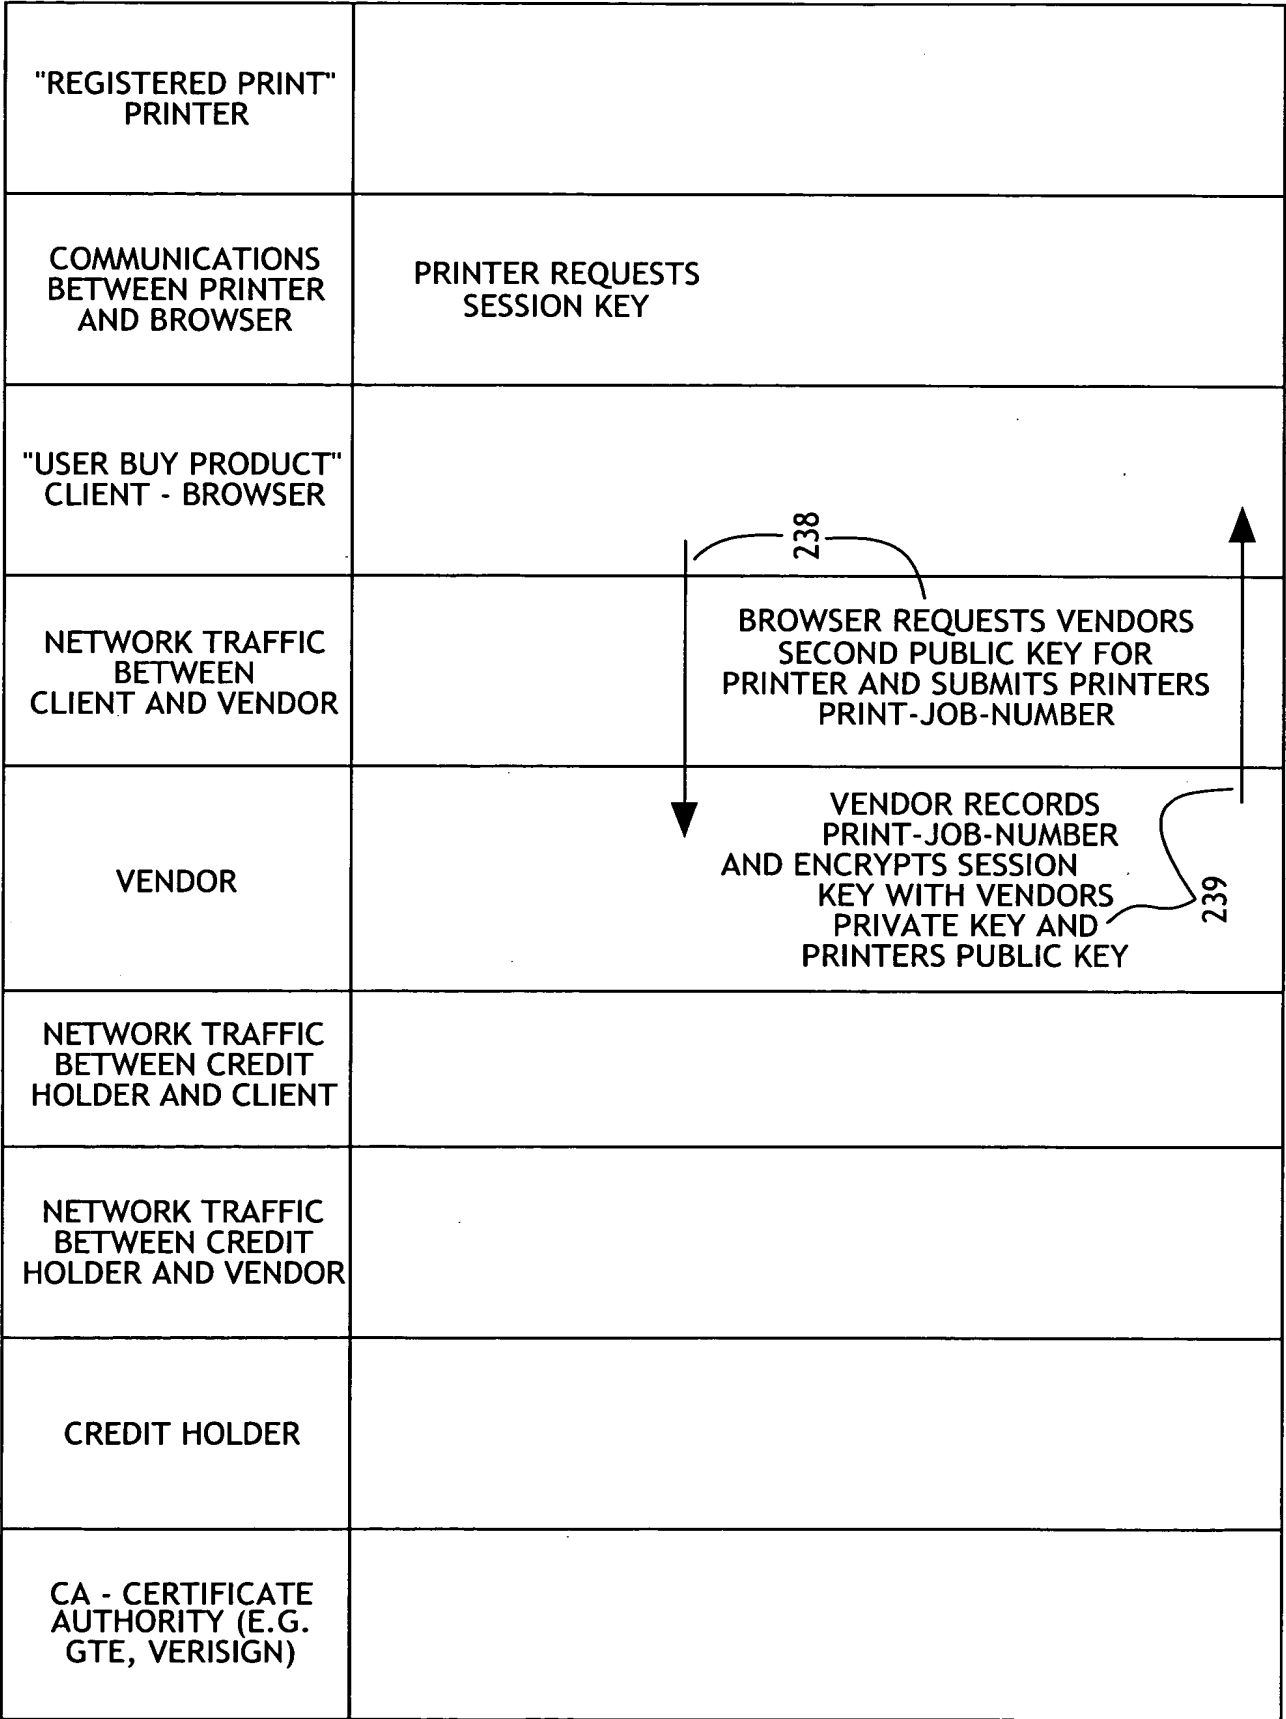 "REGISTERED PRINT"
PRINTER
COMMUNICATIONS
BETWEEN PRINTER
AND BROWSER
PRINTER REQUESTS
SESSION KEY
"USER BUY PRODUCT"
CLIENT - BROWSER
238
NETWORK TRAFFIC
BETWEEN
CLIENT AND VENDOR
BROWSER REQUESTS VENDORS
SECOND PUBLIC KEY FOR
PRINTER AND SUBMITS PRINTERS
PRINT-JOB-NUMBER
VENDOR
VENDOR RECORDS
PRINT-JOB-NUMBER
AND ENCRYPTS SESSION
KEY WITH VENDORS
PRIVATE KEY AND
PRINTERS PUBLIC KEY
239
NETWORK TRAFFIC
BETWEEN CREDIT
HOLDER AND CLIENT
NETWORK TRAFFIC
BETWEEN CREDIT
HOLDER AND VENDOR
CREDIT HOLDER
CA - CERTIFICATE
AUTHORITY (E.G.
GTE, VERISIGN)